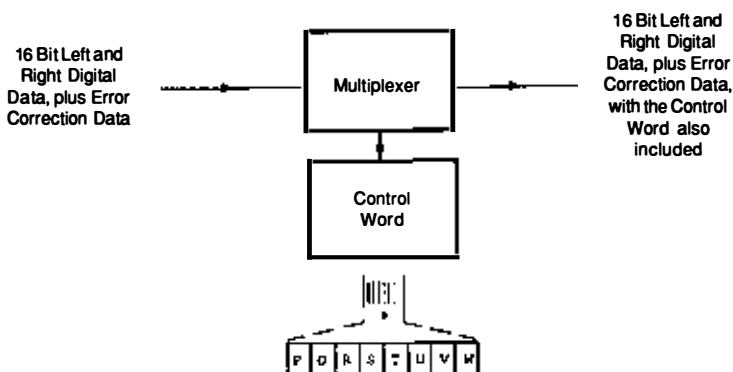 16 Bit Left and
Right Digital
Data, plus Error
Correction Data
Multiplexer
16 Bit Left and
Right Digital
Data, plus Error
Correction Data,
with the Control
Word also
included
Control
Word
P Q R S T U V W